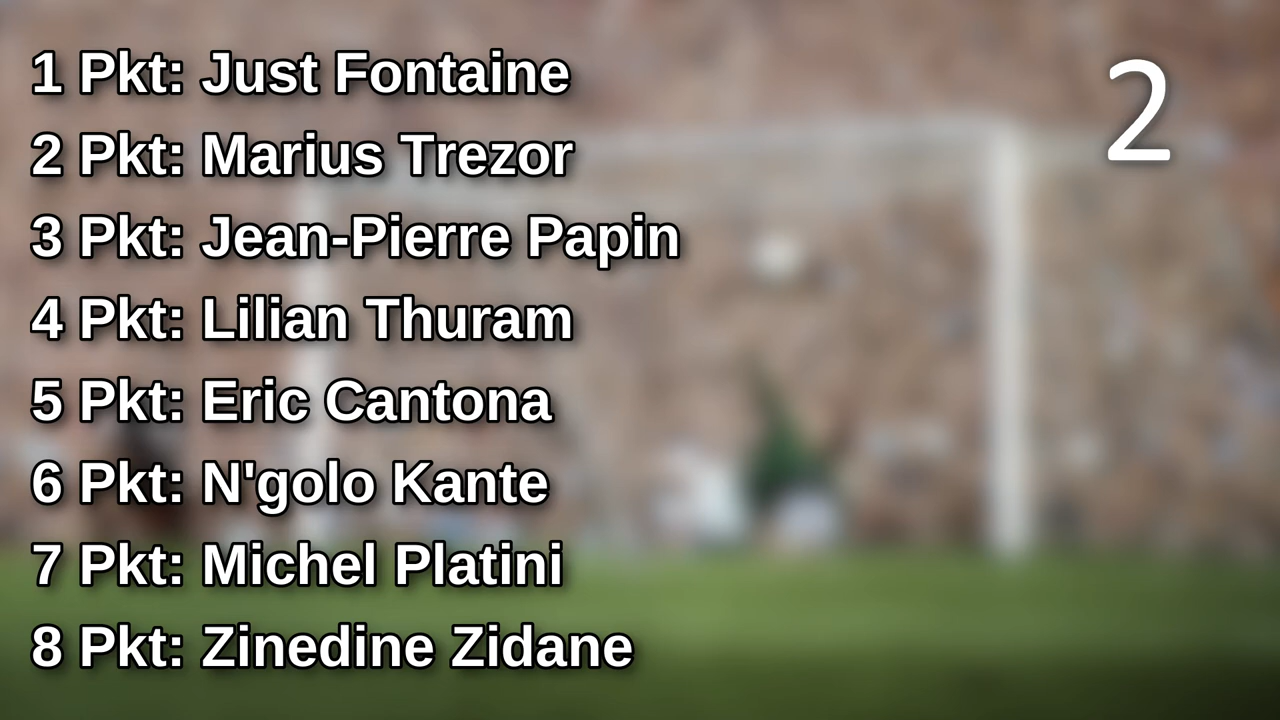 1 Pkt: Just Fontaine
2 Pkt: Marius Trezor
3 Pkt: Jean-Pierre Papin
4 Pkt: Lilian Thuram
5 Pkt: Eric Cantona
6 Pkt: N'golo Kante
7 Pkt: Michel Platini
8 Pkt: Zinedine Zidane
2